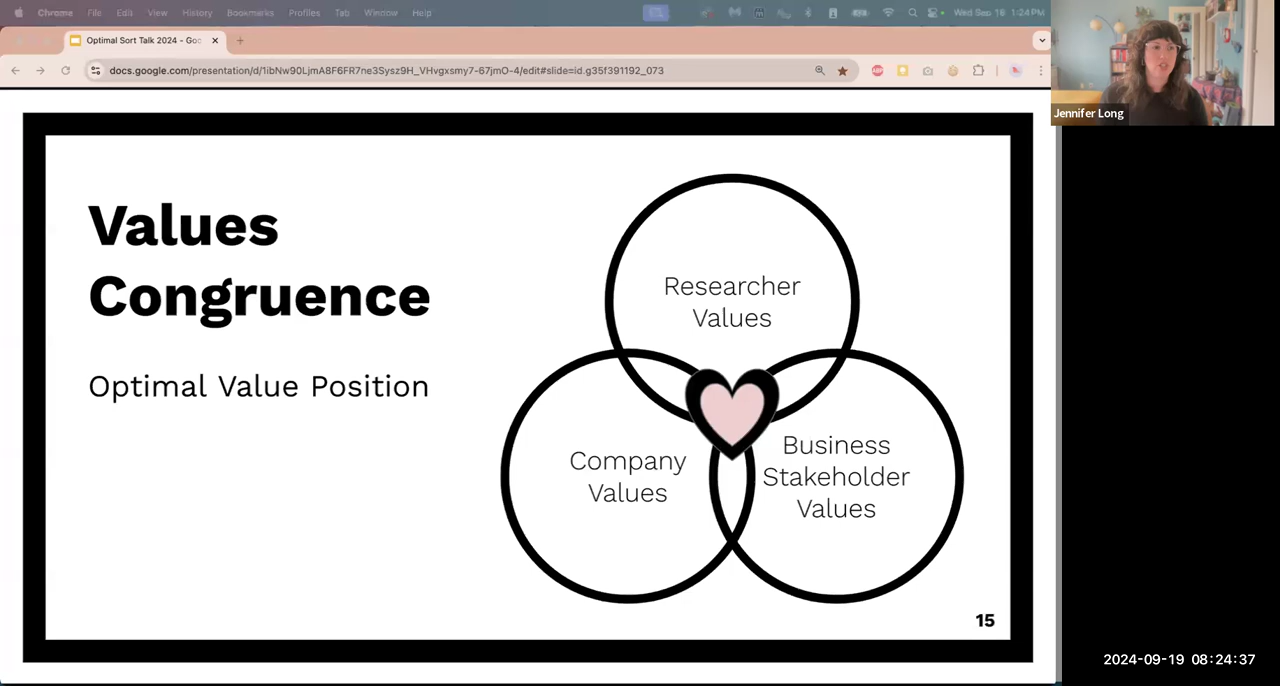 Chrome File Edit View History Bookmarks Profiles Tab Window Help
Wed Sep 18 1:24PM
Optimal Sort Talk 2024 - Goo
docs.google.com/presentation/d/1ibNw90LjmA8F6FR7ne3Sysz9H_VHvgxsmy7-67jmO-4/edit#slide=id.g35f391192_073
ABP
Jennifer Long
Values
Congruence
Optimal Value Position
Researcher
Values
Company
Values
Business
Stakeholder
Values
15
2024-09-19 08:24:37